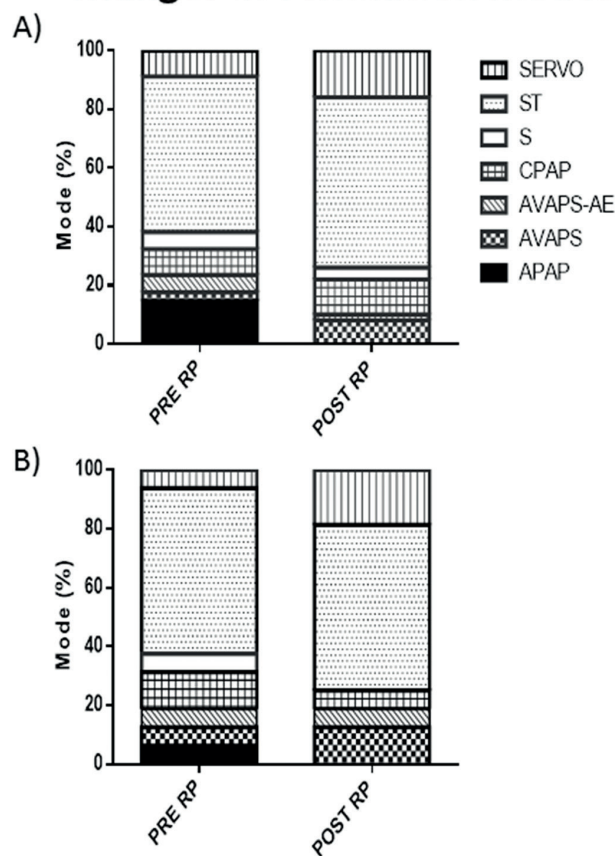 A)
100
80
60
40
20
0
Mode (%)
PRE RP
POST RP
SERVO
ST
S
CPAP
AVAPS-AE
AVAPS
APAP
B)
100
80
60
40
20
0
Mode (%)
PRE RP
POST RP